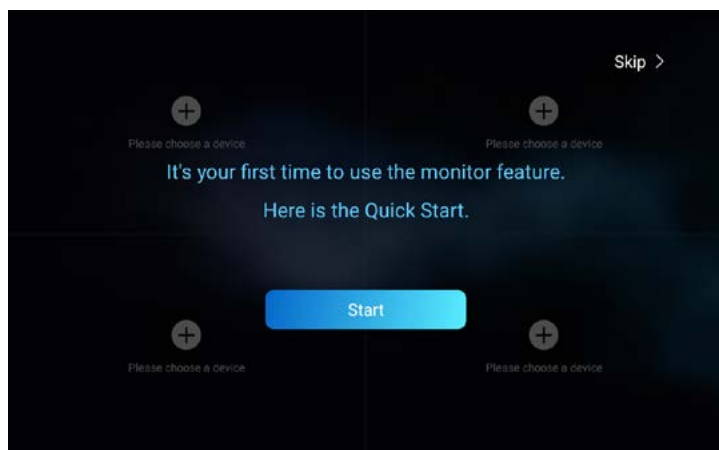 Skip >
Please choose a device
Please choose a device
It's your first time to use the monitor feature.
Here is the Quick Start.
Start
Please choose a device
Please choose a device